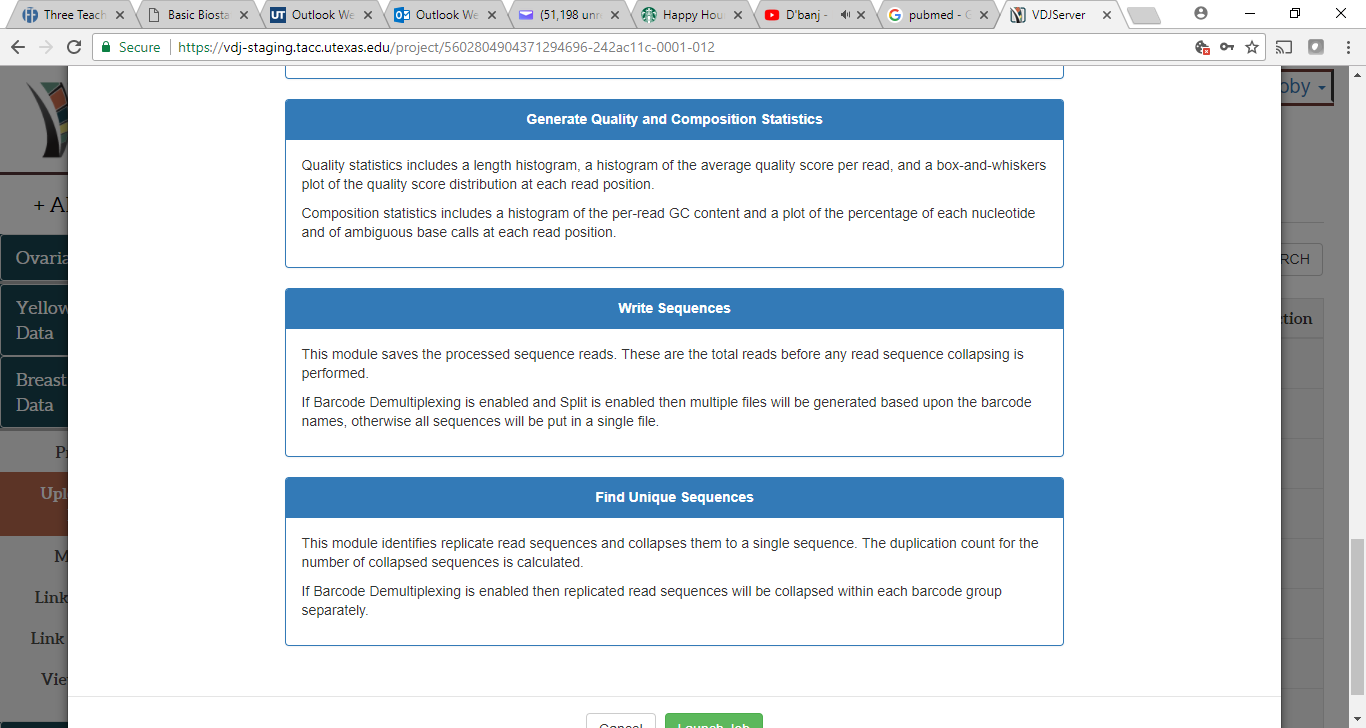 Three Teach
Basic Biosta
Outlook We
Outlook We
(51,198 unr
Happy Hou
D'banj -
pubmed - G
VDJServer
Secure
https://vdj-staging.tacc.utexas.edu/project/5602804904371294696-242ac11c-0001-012
oby
+ A
Generate Quality and Composition Statistics
Quality statistics includes a length histogram, a histogram of the average quality score per read, and a box-and-whiskers
plot of the quality score distribution at each read position.
Composition statistics includes a histogram of the per-read GC content and a plot of the percentage of each nucleotide
and of ambiguous base calls at each read position.
Ovaria
RCH
Yellow
Data
tion
Write Sequences
This module saves the processed sequence reads. These are the total reads before any read sequence collapsing is
performed.
If Barcode Demultiplexing is enabled and Split is enabled then multiple files will be generated based upon the barcode
names, otherwise all sequences will be put in a single file.
Breast
Data
P
Upl
M
Link
Link
Vie
Find Unique Sequences
This module identifies replicate read sequences and collapses them to a single sequence. The duplication count for the
number of collapsed sequences is calculated.
If Barcode Demultiplexing is enabled then replicated read sequences will be collapsed within each barcode group
separately.
Cancel
Launch Job